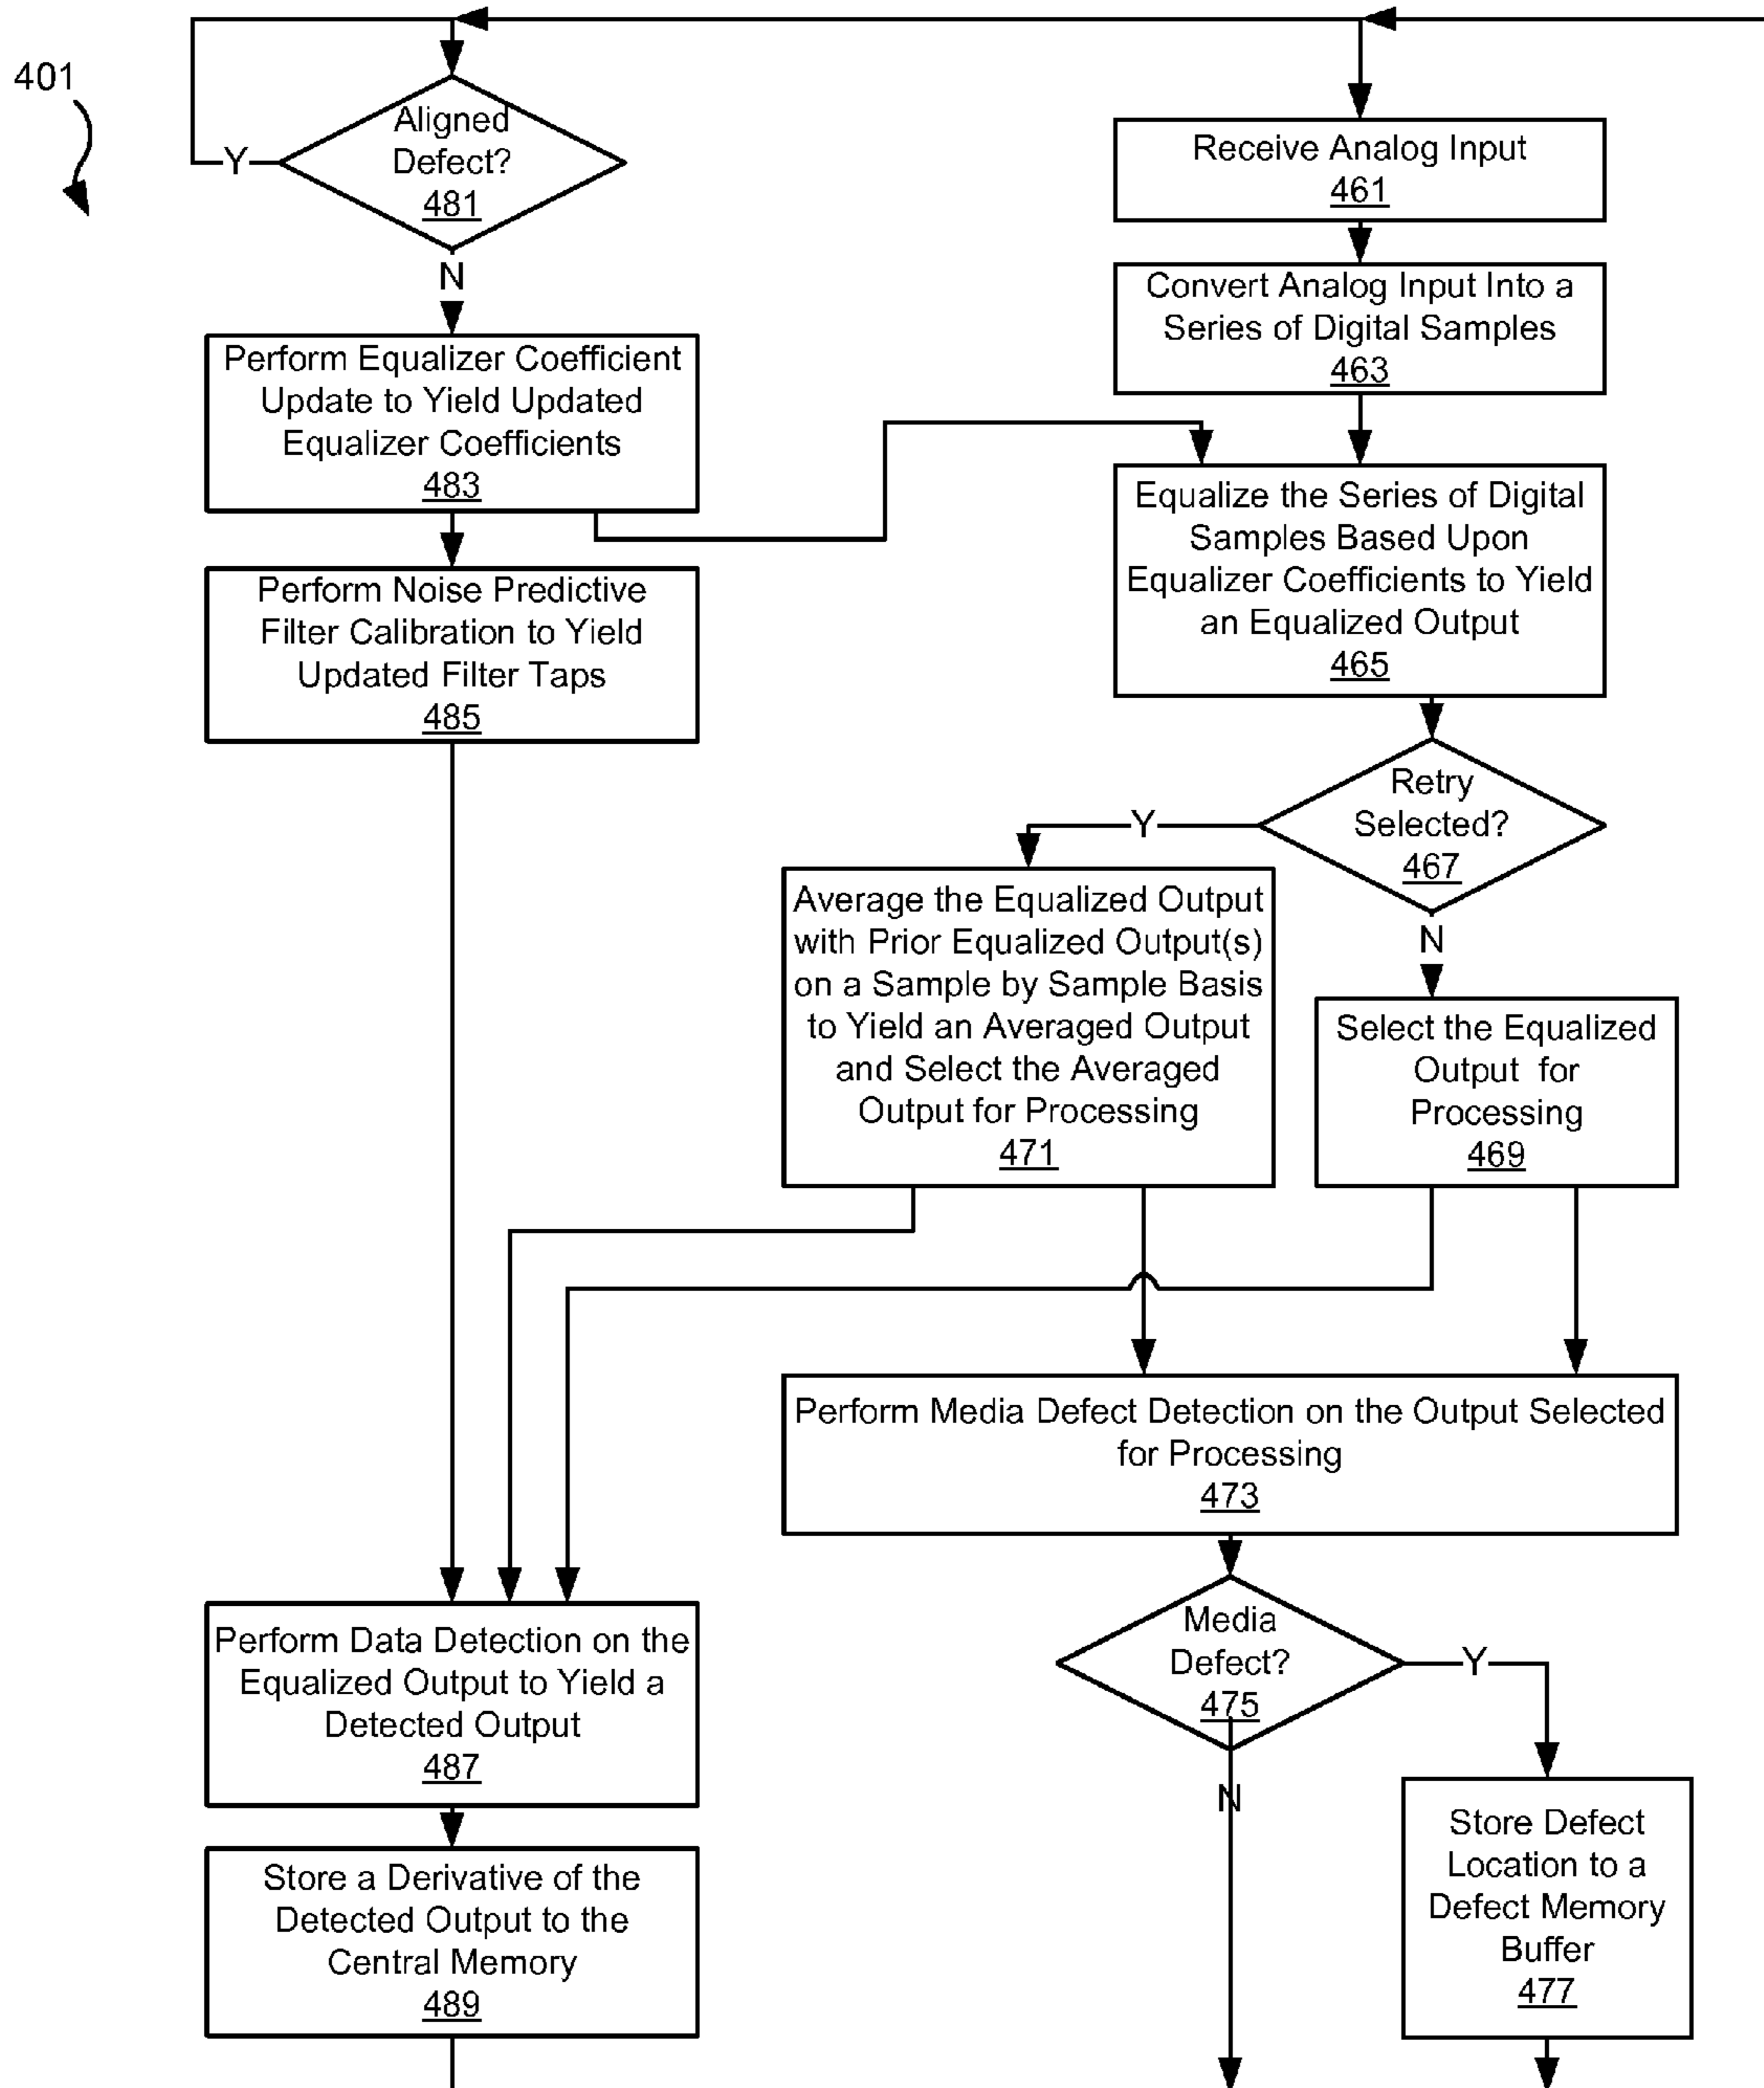 401
Aligned
Defect?
481
Y
N
Perform Equalizer Coefficient
Update to Yield Updated
Equalizer Coefficients
483
Perform Noise Predictive
Filter Calibration to Yield
Updated Filter Taps
485
Receive Analog Input
461
Convert Analog Input Into a
Series of Digital Samples
463
Equalize the Series of Digital
Samples Based Upon
Equalizer Coefficients to Yield
an Equalized Output
465
Retry
Selected?
467
Y
N
Average the Equalized Output
with Prior Equalized Output(s)
on a Sample by Sample Basis
to Yield an Averaged Output
and Select the Averaged
Output for Processing
471
Select the Equalized
Output for
Processing
469
Perform Media Defect Detection on the Output Selected
for Processing
473
Media
Defect?
475
Y
N
Store Defect
Location to a
Defect Memory
Buffer
477
Perform Data Detection on the
Equalized Output to Yield a
Detected Output
487
Store a Derivative of the
Detected Output to the
Central Memory
489